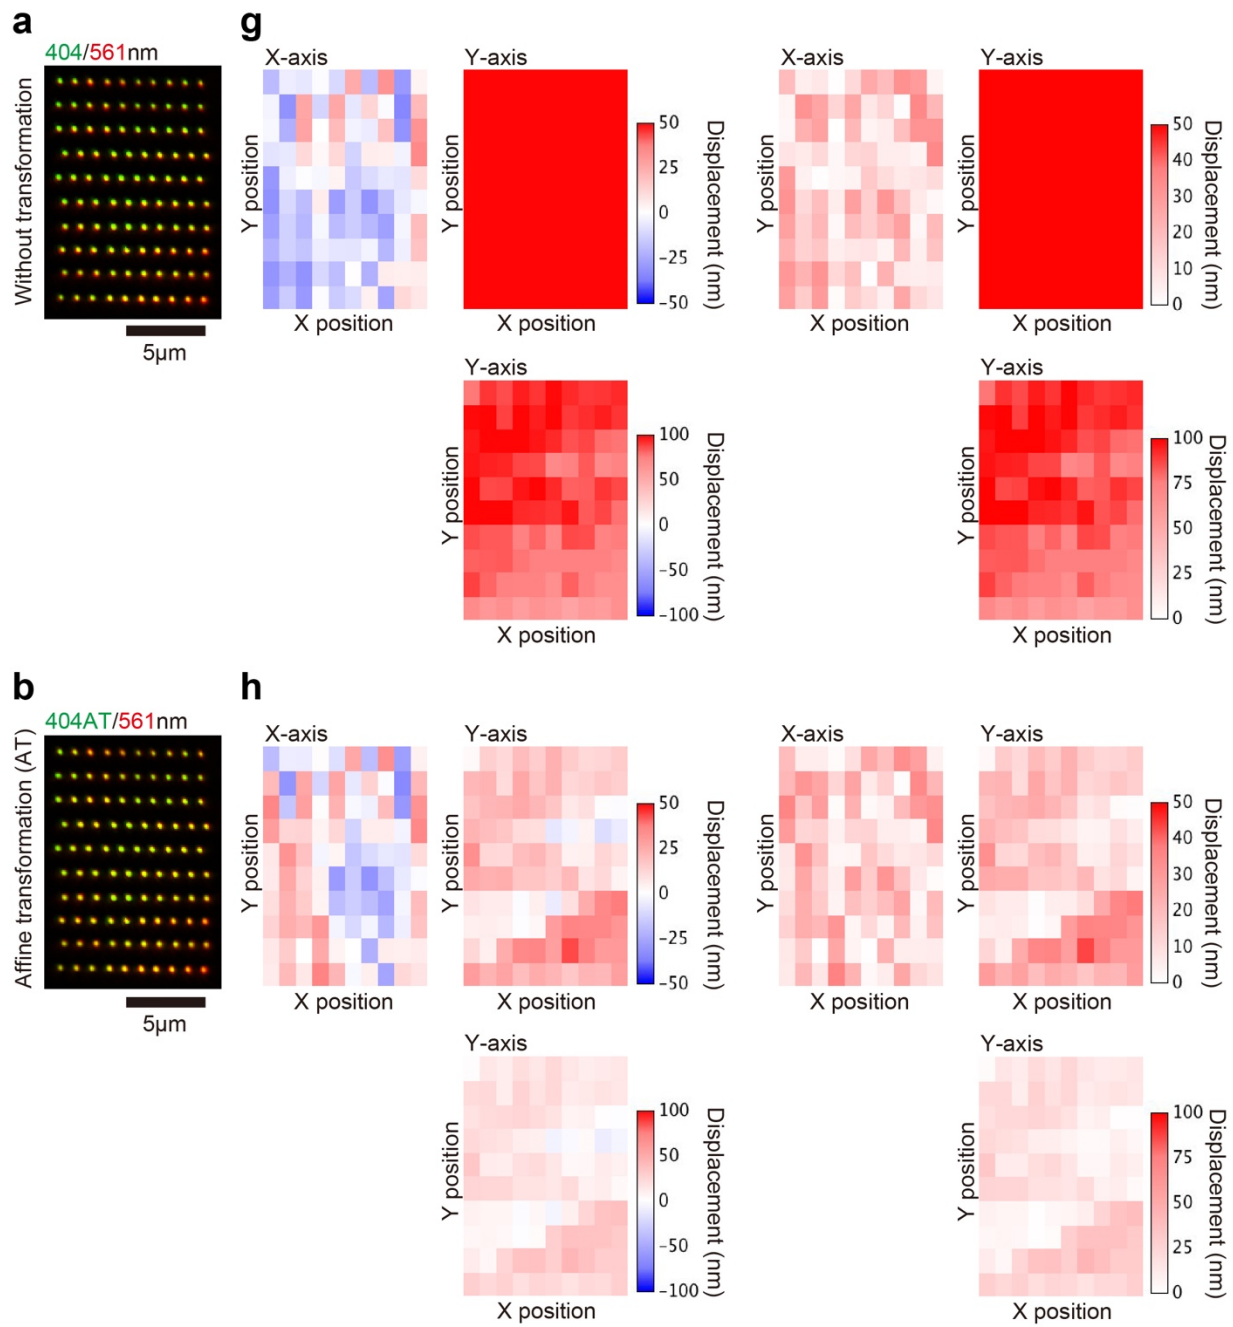 a
404/561nm
Without transformation
5μm
g
X-axis
Y position
X position
Y-axis
Y position
X position
50
25
0
−25
−50
Displacement (nm)
X-axis
Y position
X position
Y-axis
Y position
X position
50
40
30
20
10
0
Displacement (nm)
Y-axis
Y position
X position
100
50
0
−50
−100
Displacement (nm)
Y-axis
Y position
X position
100
75
50
25
0
Displacement (nm)
b
404AT/561nm
Affine transformation (AT)
5μm
h
X-axis
Y position
X position
Y-axis
Y position
X position
50
25
0
−25
−50
Displacement (nm)
X-axis
Y position
X position
Y-axis
Y position
X position
50
40
30
20
10
0
Displacement (nm)
Y-axis
Y position
X position
100
50
0
−50
−100
Displacement (nm)
Y-axis
Y position
X position
100
75
50
25
0
Displacement (nm)